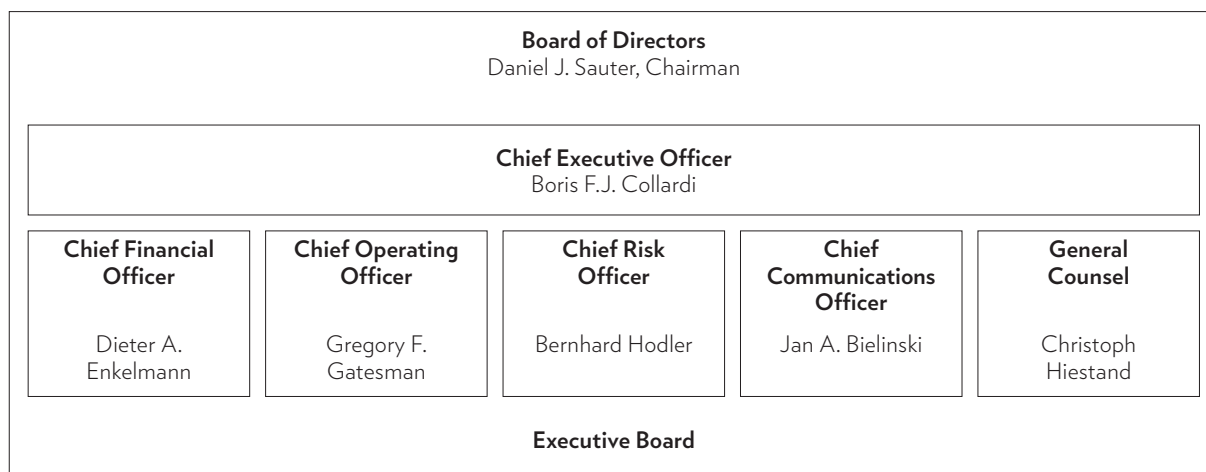 Board of Directors
Daniel J. Sauter, Chairman
Chief Executive Officer
Boris F.J. Collardi
Chief Financial
Officer
Dieter A.
Enkelmann
Chief Operating
Officer
Gregory F.
Gatesman
Chief Risk
Officer
Bernhard Hodler
Chief
Communications
Officer
Jan A. Bielinski
General
Counsel
Christoph
Hiestand
Executive Board